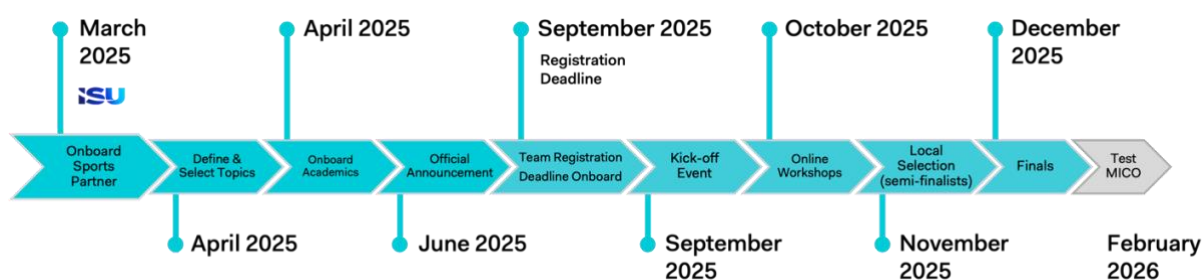 March
2025
ISU
April 2025
September 2025
Registration
Deadline
October 2025
December
2025
Onboard
Sports
Partner
Define &
Select Topics
Onboard
Academics
Official
Announcement
Team Registration
Deadline Onboard
Kick-off
Event
Online
Workshops
Local
Selection
(semi-finalists)
Finals
Test
MICO
April 2025
June 2025
September
2025
November
2025
February
2026